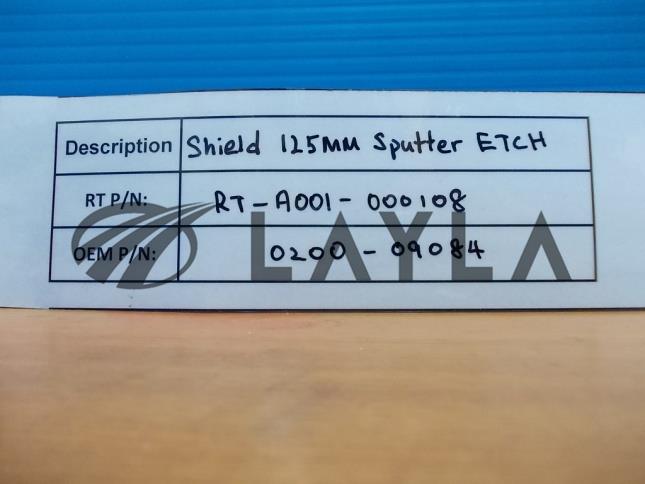 Description Shield 125MM Sputter ETCH
RT P/N: RT-A001-000108
OEM P/N: 0200-09084
LAYLA